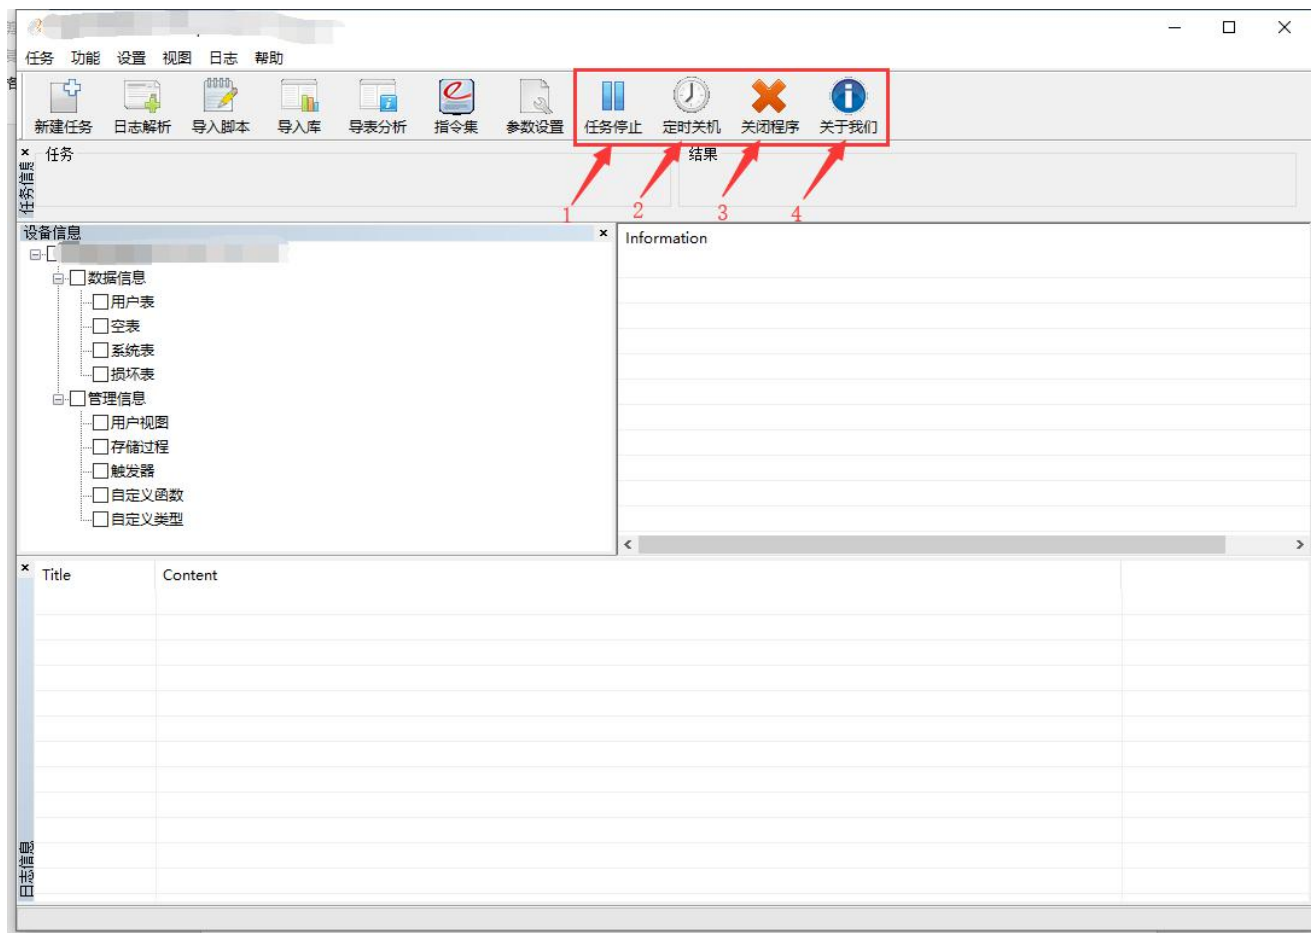 任务 功能 设置 视图 日志 帮助
新建任务 日志解析 导入脚本 导入库 导表分析 指令集 参数设置 任务停止 定时关机 关闭程序 关于我们
任务信息
任务
结果
1 2 3 4
设备信息
Information
数据信息
用户表
空表
系统表
损坏表
管理信息
用户视图
存储过程
触发器
自定义函数
自定义类型
Title Content
日志信息